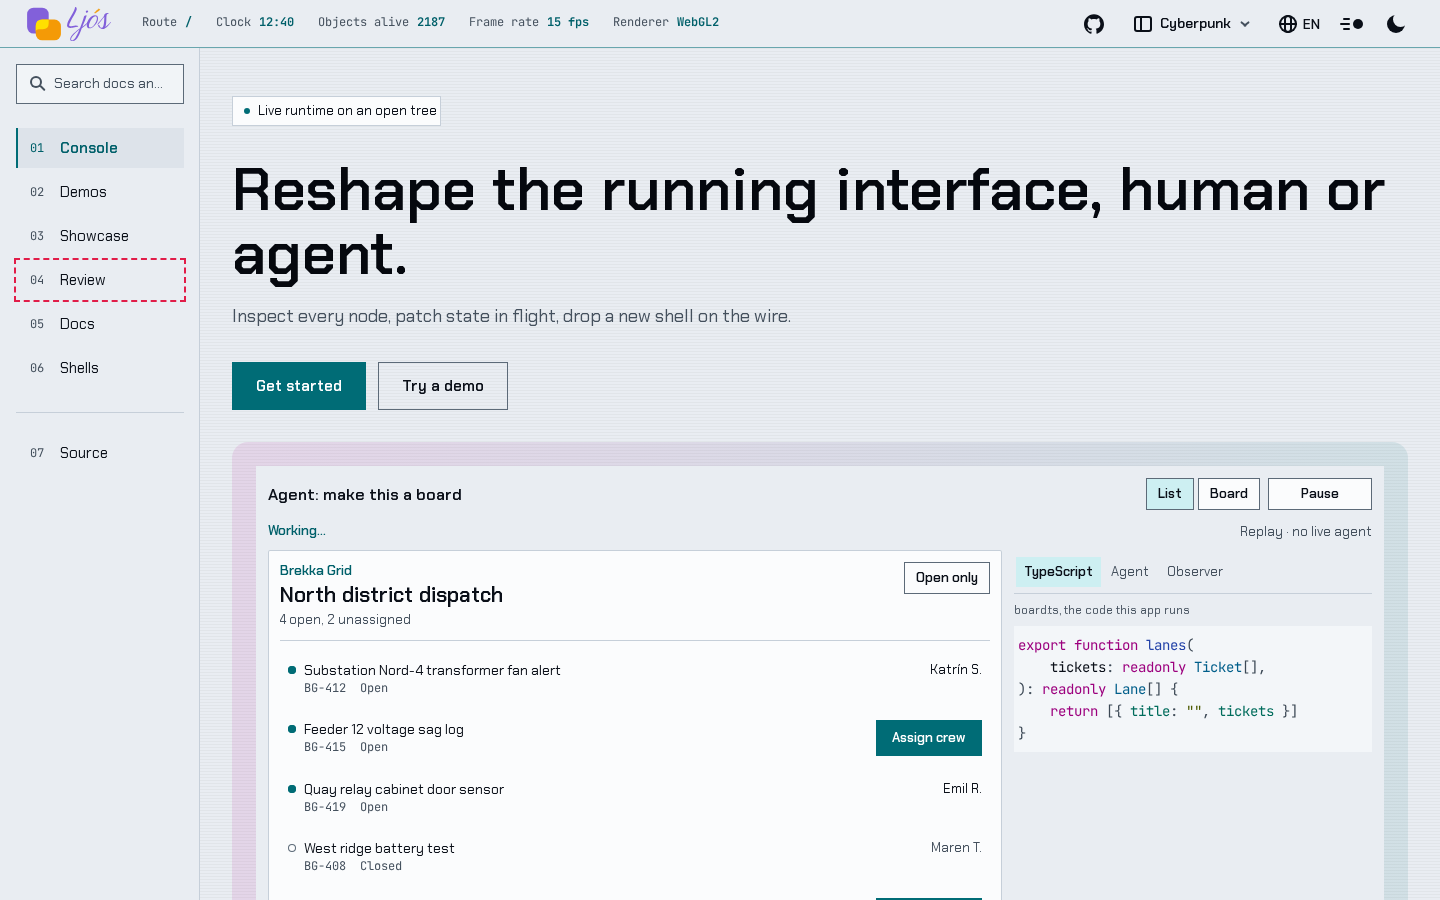 Ljós
Route / Clock 12:40 Objects alive 2187 Frame rate 15 fps Renderer WebGL2
Cyberpunk
EN
Search docs an...
01 Console
02 Demos
03 Showcase
04 Review
05 Docs
06 Shells
07 Source
Live runtime on an open tree
Reshape the running interface, human or
agent.
Inspect every node, patch state in flight, drop a new shell on the wire.
Get started
Try a demo
Agent: make this a board
List
Board
Pause
Working...
Replay · no live agent
Brekka Grid
North district dispatch
4 open, 2 unassigned
Open only
Substation Nord-4 transformer fan alert
BG-412 Open
Katrín S.
Feeder 12 voltage sag log
BG-415 Open
Assign crew
Quay relay cabinet door sensor
BG-419 Open
Emil R.
West ridge battery test
BG-408 Closed
Maren T.
TypeScript
Agent
Observer
board.ts, the code this app runs
export function lanes(
    tickets: readonly Ticket[],
): readonly Lane[] {
    return [{ title: "", tickets }]
}